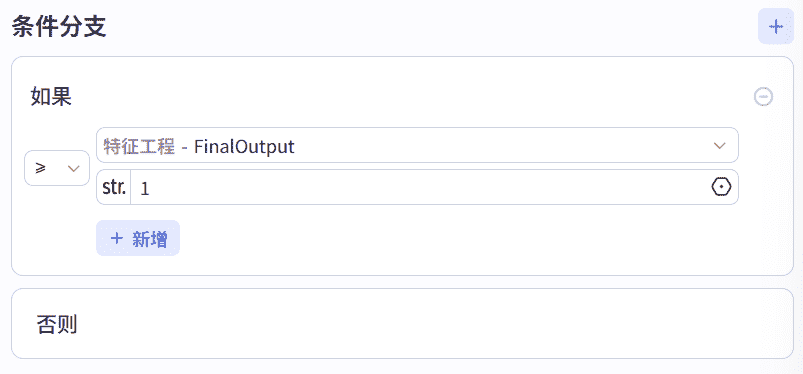 条件分支
如果
≥
特征工程 - FinalOutput
str. 1
+ 新增
否则